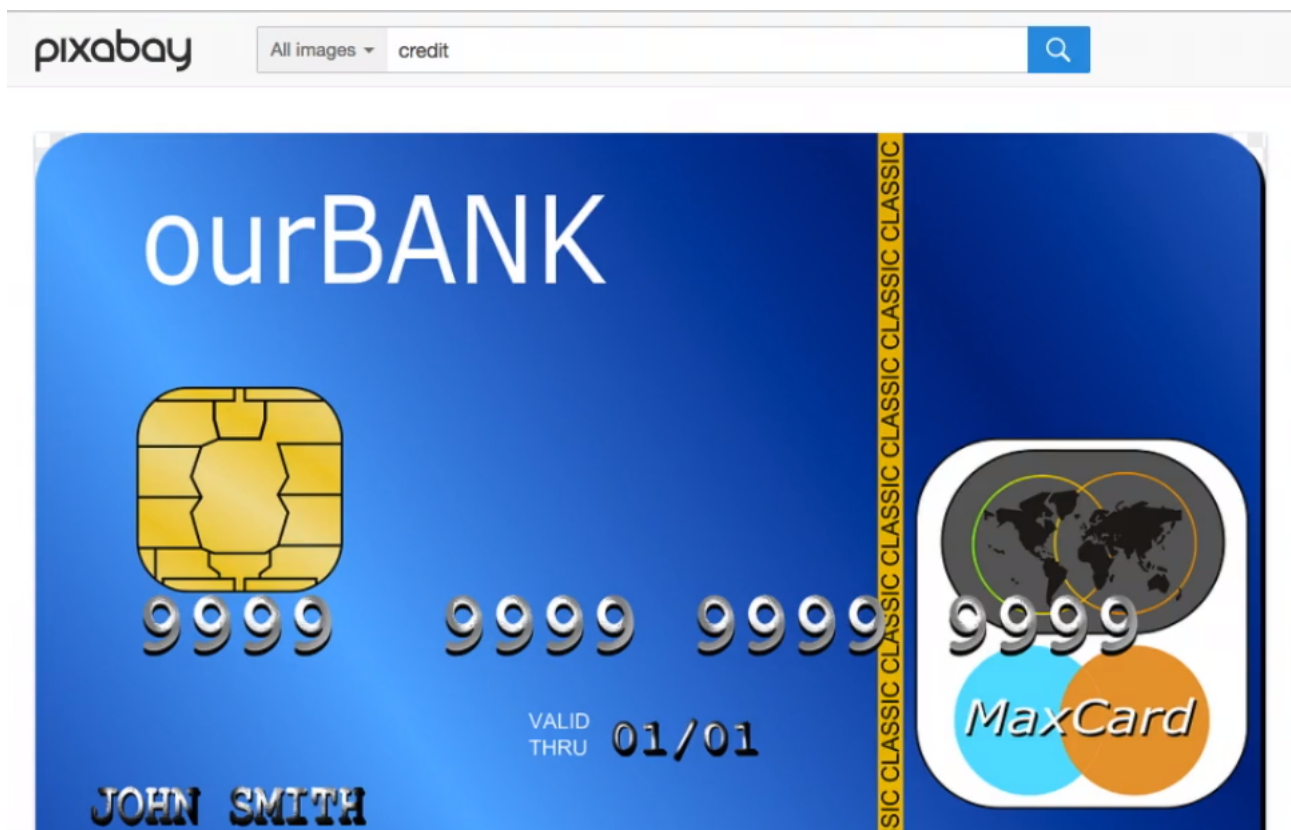 pixabay
All images credit
ourBANK
CLASSIC CLASSIC CLASSIC CLASSIC CLASSIC CLASSIC SIC
9999 9999 9999 9999
VALID
THRU 01/01
MaxCard
JOHN SMITH